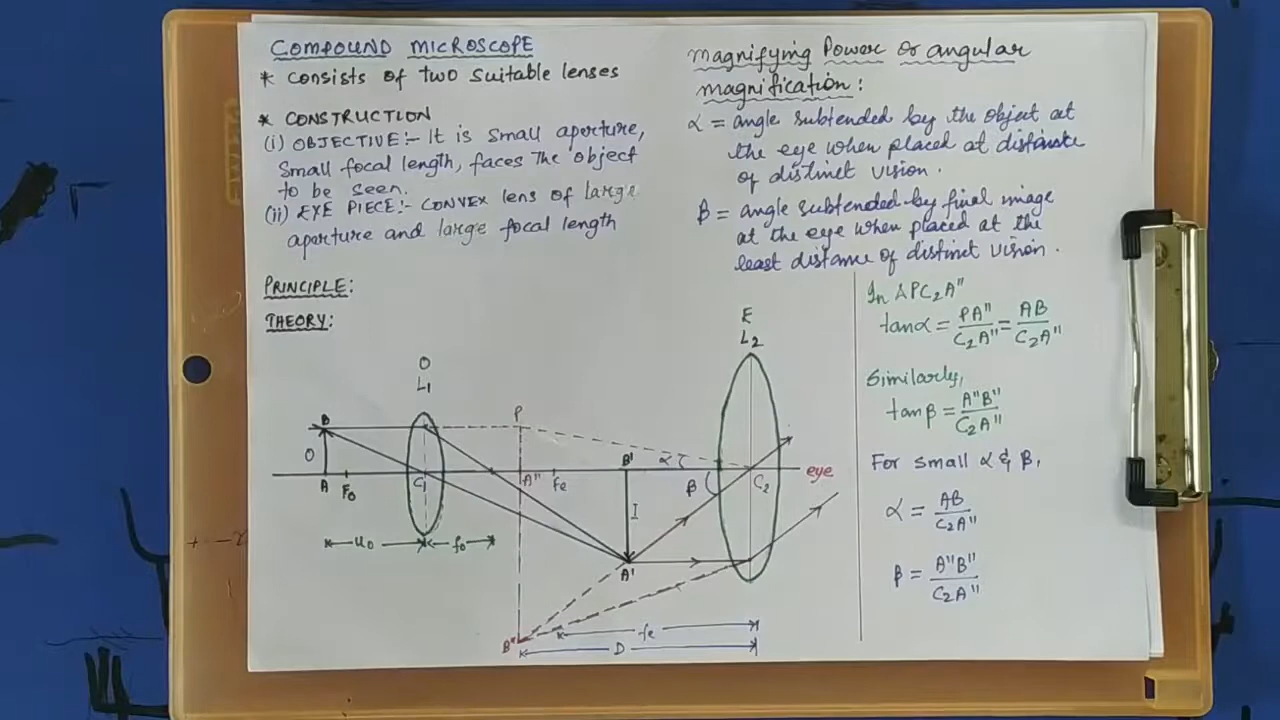 COMPOUND MICROSCOPE
* Consists of two suitable lenses
* CONSTRUCTION
(i) OBJECTIVE:- It is small aperture,
Small focal length, faces The object
to be seen.
(ii) EYE PIECE:- CONVEX lens of large
aperture and large focal length
PRINCIPLE:
THEORY:
Magnifying Power or angular
magnification:
α = angle subtended by the object at
the eye when placed at distance
of distinct vision.
β = angle subtended by final image
at the eye when placed at the
least distance of distinct vision.
In ΔPC₂A"
tanα = PA"/C₂A" = AB/C₂A"
Similarly,
tanβ = A"B"/C₂A"
For small α & β,
α = AB/C₂A"
β = A"B"/C₂A"
E
L₂
O
L₁
B
P
O
B'
α
A
F₀
C₁
A"
Fe
β
C₂
eye
I
u₀
f₀
A'
B"
fe
D